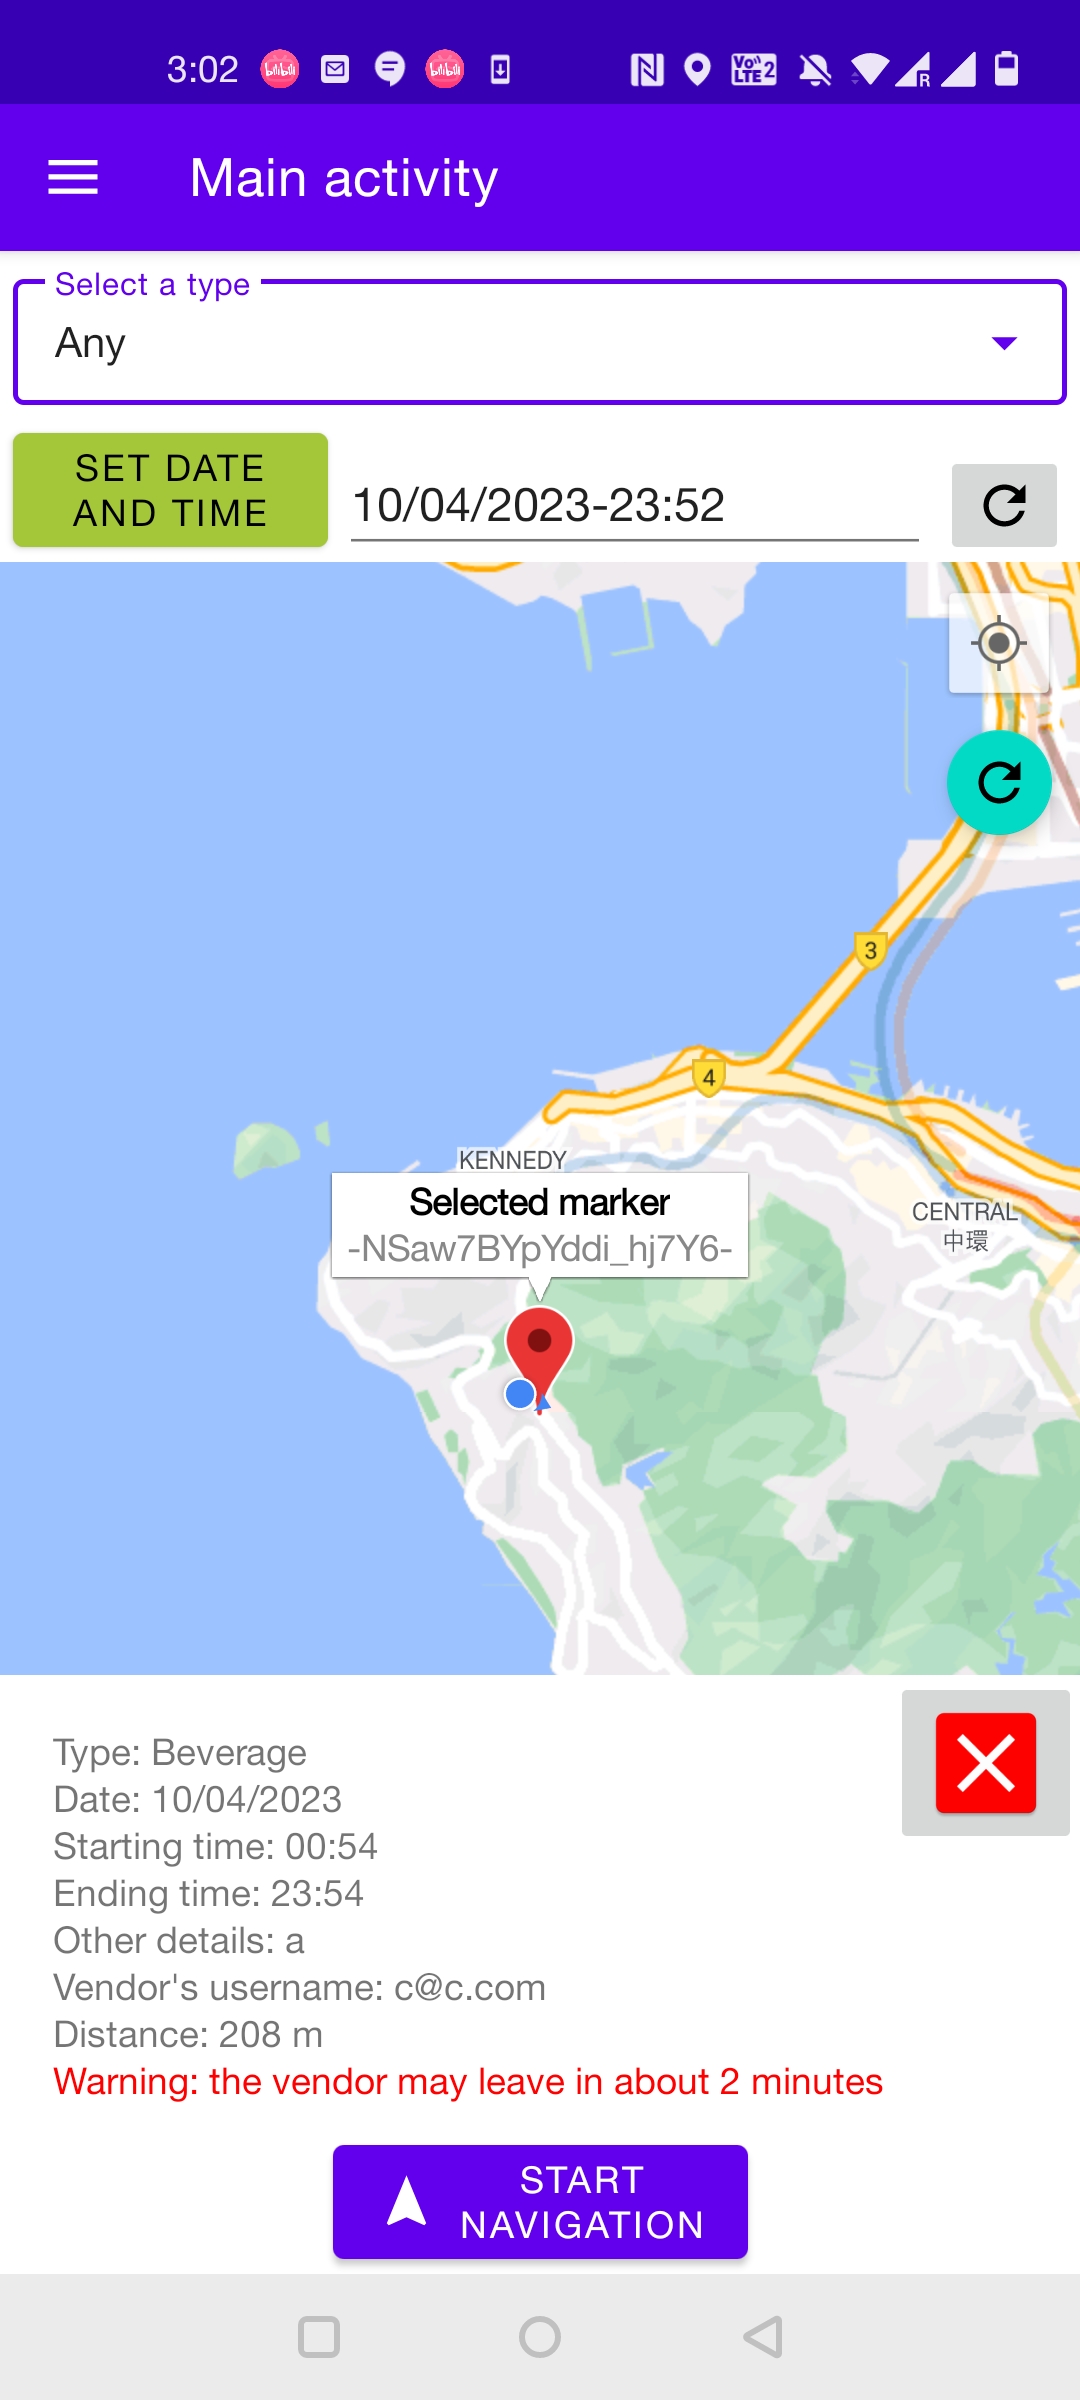 3:02
Vo)) LTE 2
R
Main activity
Select a type
Any
SET DATE
AND TIME
10/04/2023-23:52
3
4
KENNEDY
Selected marker
-NSaw7BYpYddi_hj7Y6-
CENTRAL
中環
Type: Beverage
Date: 10/04/2023
Starting time: 00:54
Ending time: 23:54
Other details: a
Vendor's username: c@c.com
Distance: 208 m
Warning: the vendor may leave in about 2 minutes
START
NAVIGATION